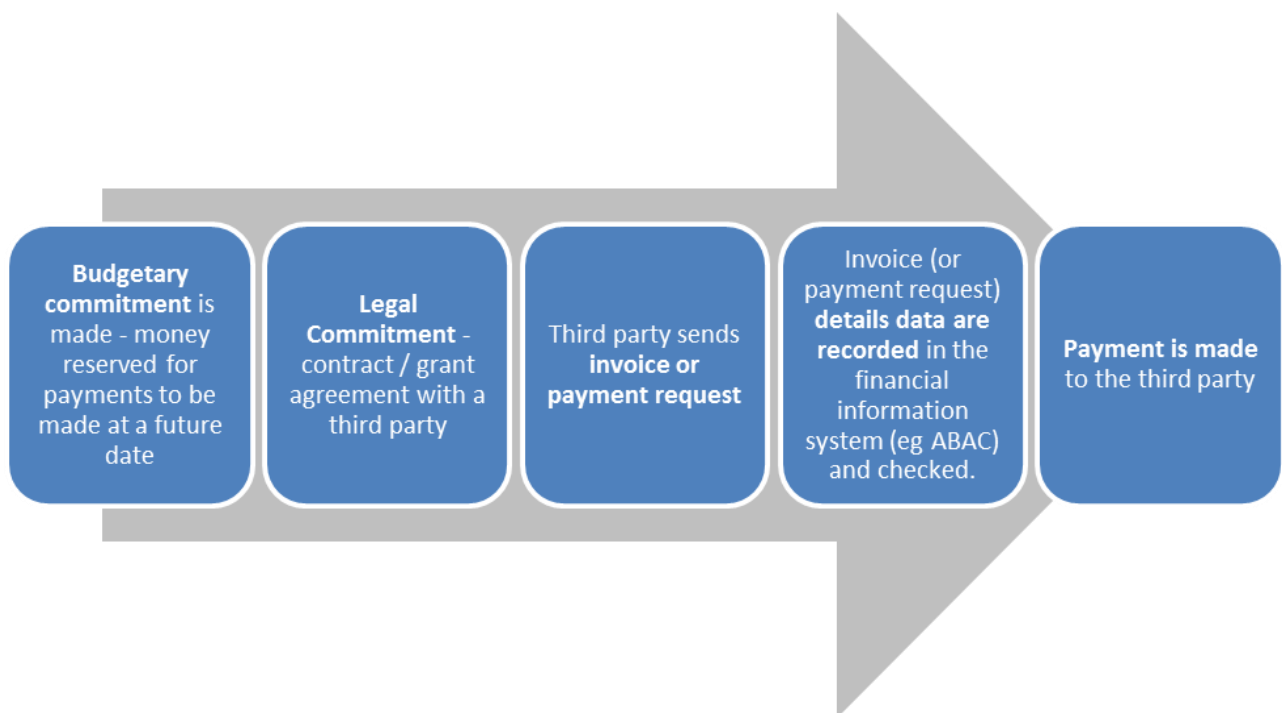 Budgetary
commitment is
made - money
reserved for
payments to be
made at a future
date
Legal
Commitment -
contract / grant
agreement with a
third party
Third party sends
invoice or
payment request
Invoice (or
payment request)
details data are
recorded in the
financial
information
system (eg ABAC)
and checked.
Payment is made
to the third party